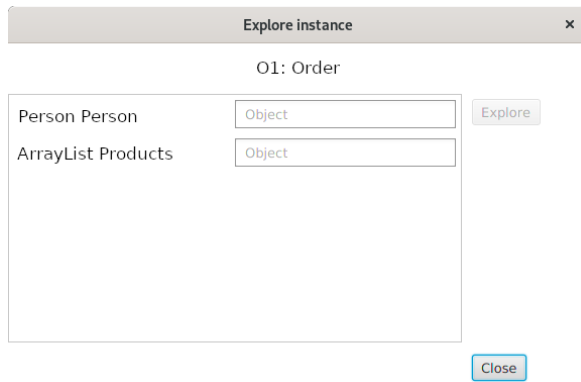 Explore instance ×
O1: Order
Person Person Object Explore
ArrayList Products Object
Close